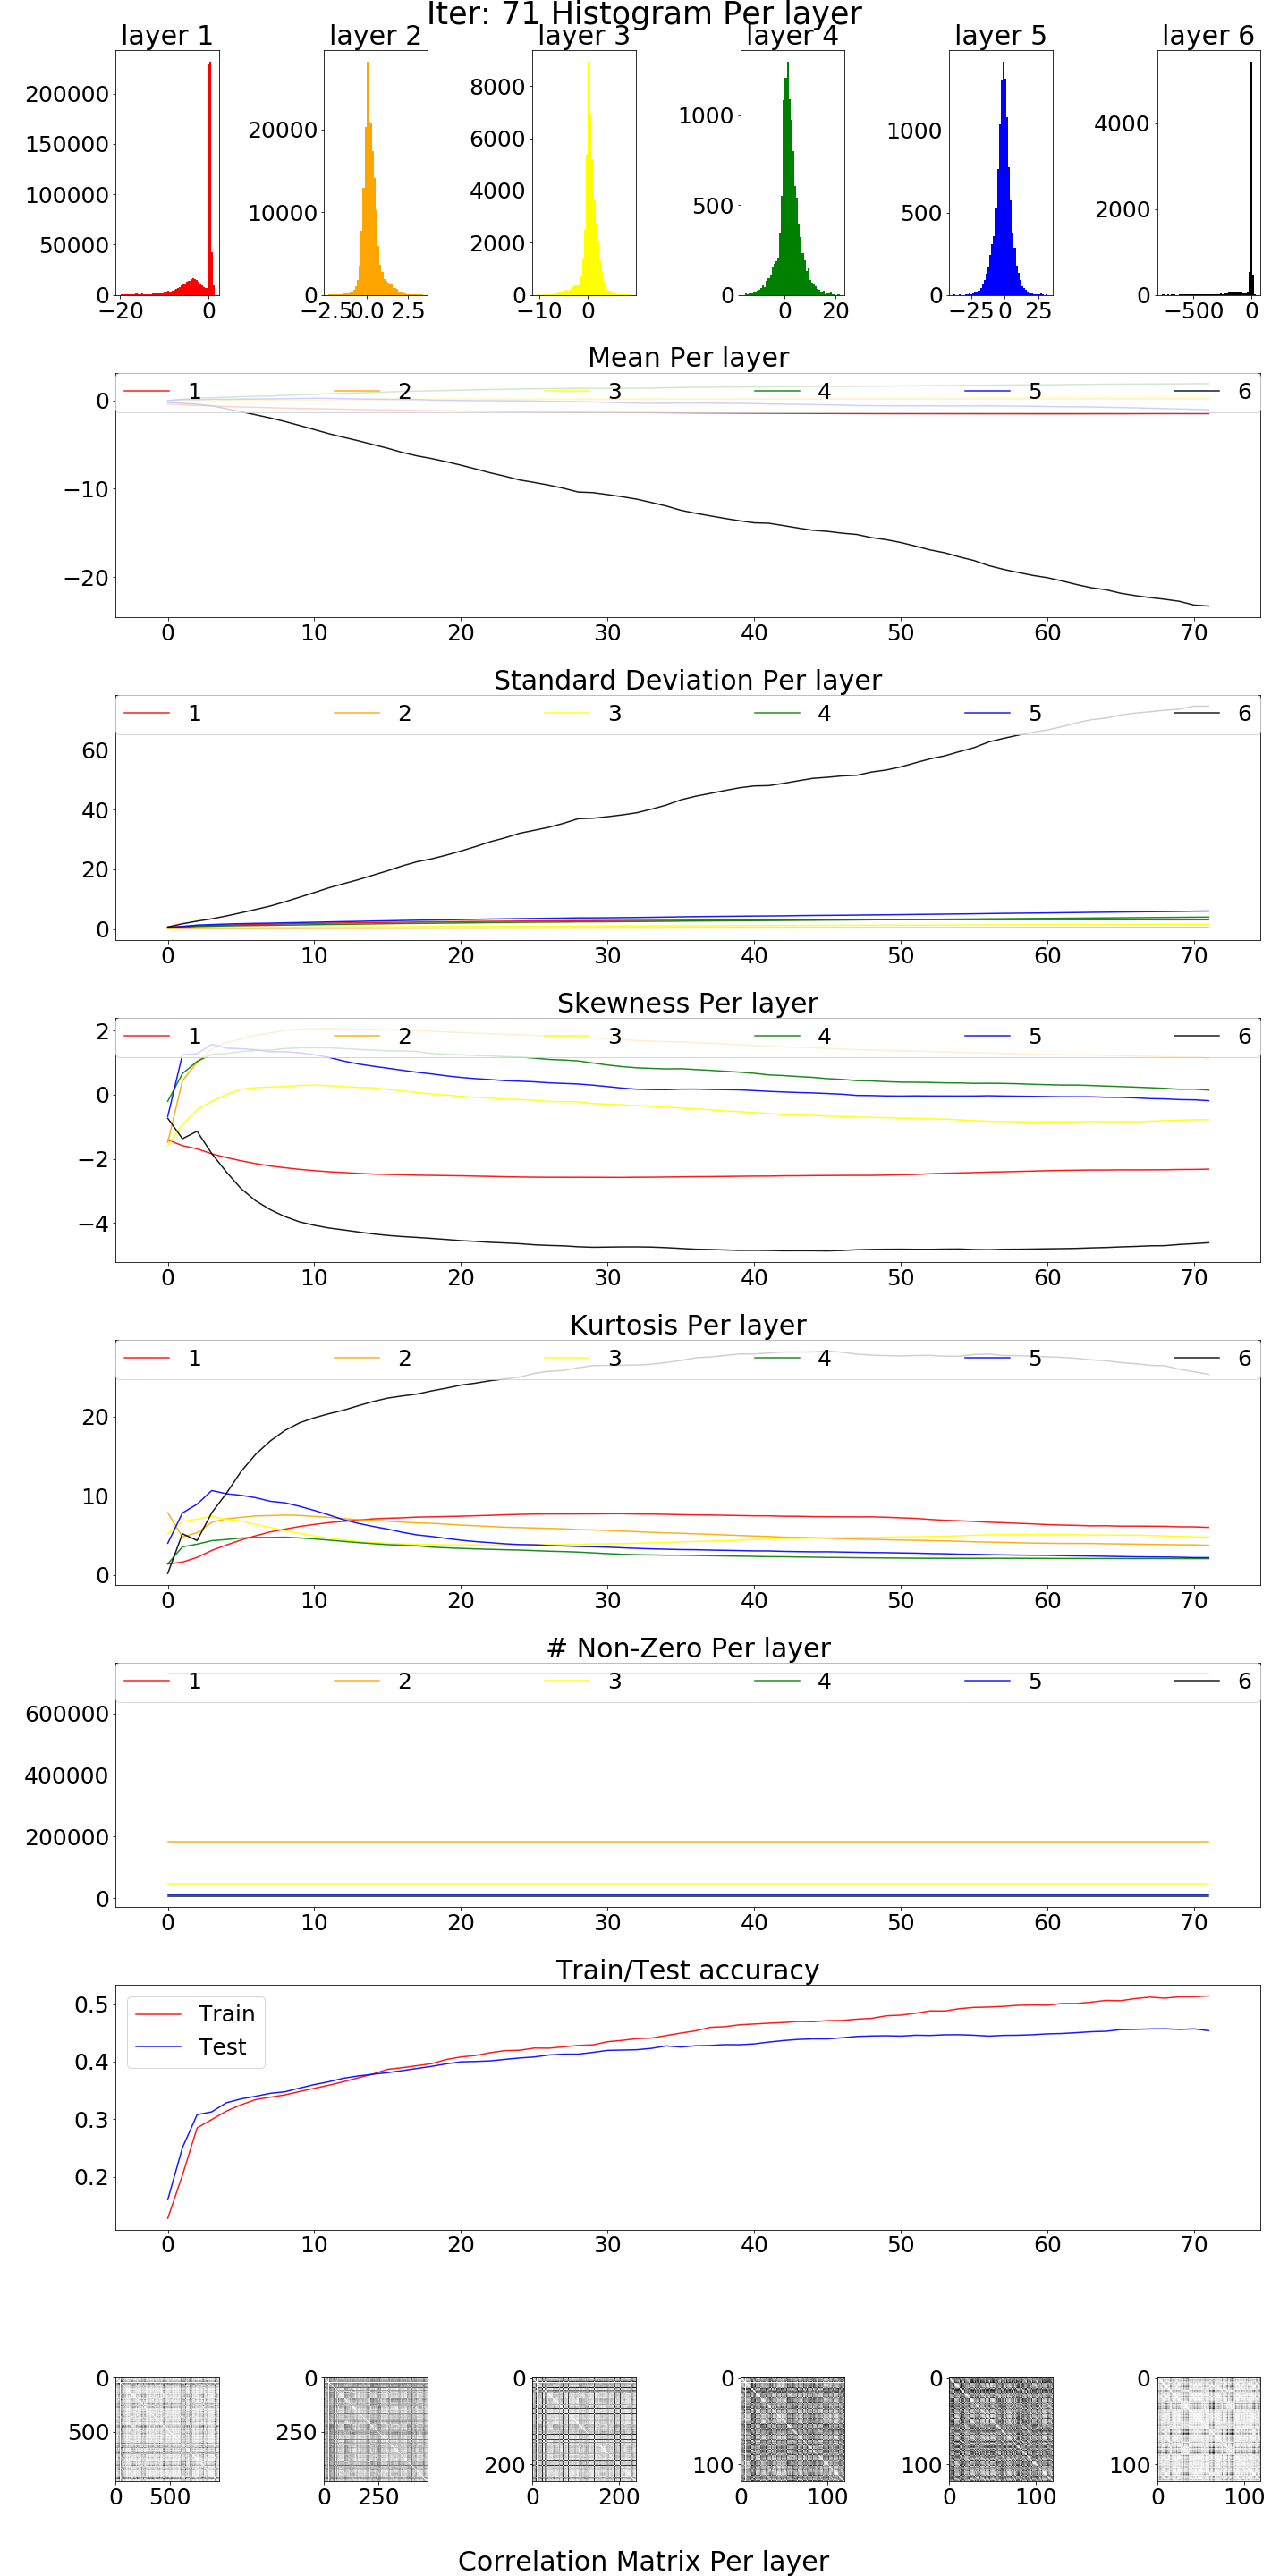 Iter: 71 Histogram Per layer
layer 1 layer 2 layer 3 layer 4 layer 5 layer 6
200000
150000
100000
50000
0
−20 0
20000
10000
0
−2.5 0.0 2.5
8000
6000
4000
2000
0
−10 0
1000
500
0
0 20
1000
500
0
−25 0 25
4000
2000
0
−500 0
Mean Per layer
1 2 3 4 5 6
0
−10
−20
0 10 20 30 40 50 60 70
Standard Deviation Per layer
1 2 3 4 5 6
60
40
20
0
0 10 20 30 40 50 60 70
Skewness Per layer
1 2 3 4 5 6
2
0
−2
−4
0 10 20 30 40 50 60 70
Kurtosis Per layer
1 2 3 4 5 6
20
10
0
0 10 20 30 40 50 60 70
# Non-Zero Per layer
1 2 3 4 5 6
600000
400000
200000
0
0 10 20 30 40 50 60 70
Train/Test accuracy
Train
Test
0.5
0.4
0.3
0.2
0 10 20 30 40 50 60 70
0
500
0 500
0
250
0 250
0
200
0 200
0
100
0 100
0
100
0 100
0
100
0 100
Correlation Matrix Per layer